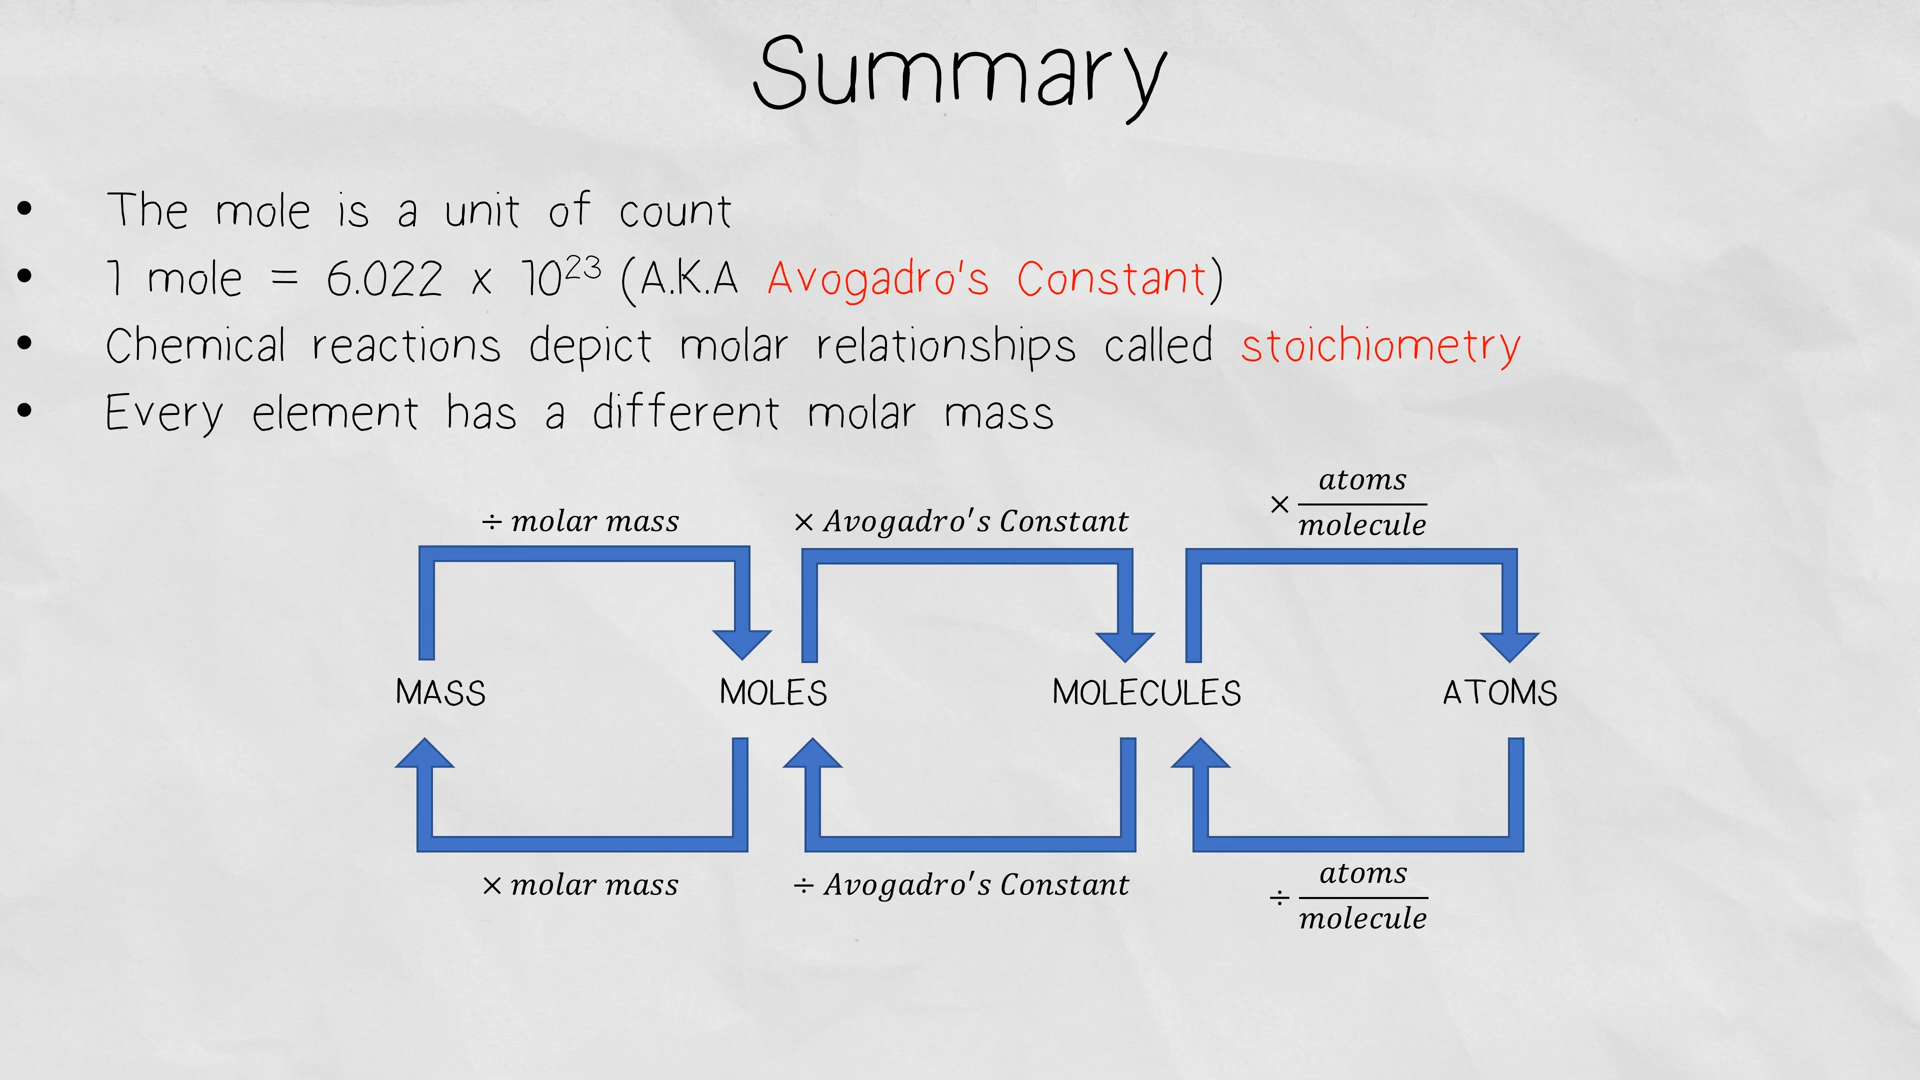 Summary
• The mole is a unit of count
• 1 mole = 6.022 x 10²³ (A.K.A Avogadro's Constant)
• Chemical reactions depict molar relationships called stoichiometry
• Every element has a different molar mass
÷ molar mass
× Avogadro's Constant
× atoms/molecule
MASS
MOLES
MOLECULES
ATOMS
× molar mass
÷ Avogadro's Constant
÷ atoms/molecule